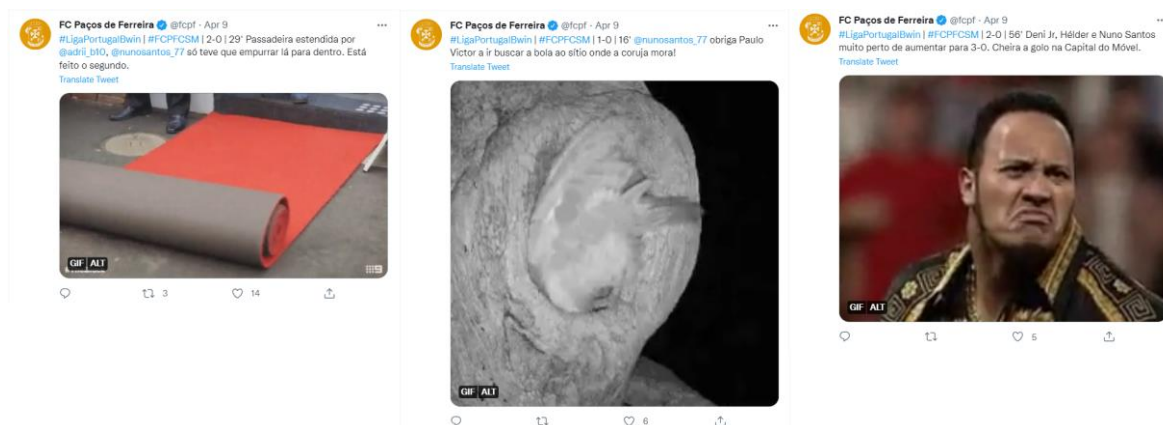 FC Paços de Ferreira @fcpf · Apr 9
#LigaPortugalBwin | #FCPFCSM | 2-0 | 29' Passadeira estendida por
@adrii_b10, @nunosantos_77 só teve que empurrar lá para dentro. Está
feito o segundo.
Translate Tweet
GIF ALT
9
3
14
FC Paços de Ferreira @fcpf · Apr 9
#LigaPortugalBwin | #FCPFCSM | 1-0 | 16' @nunosantos_77 obriga Paulo
Victor a ir buscar a bola ao sítio onde a coruja mora!
Translate Tweet
GIF ALT
6
FC Paços de Ferreira @fcpf · Apr 9
#LigaPortugalBwin | #FCPFCSM | 2-0 | 56' Deni Jr, Hélder e Nuno Santos
muito perto de aumentar para 3-0. Cheira a golo na Capital do Móvel.
Translate Tweet
GIF ALT
5